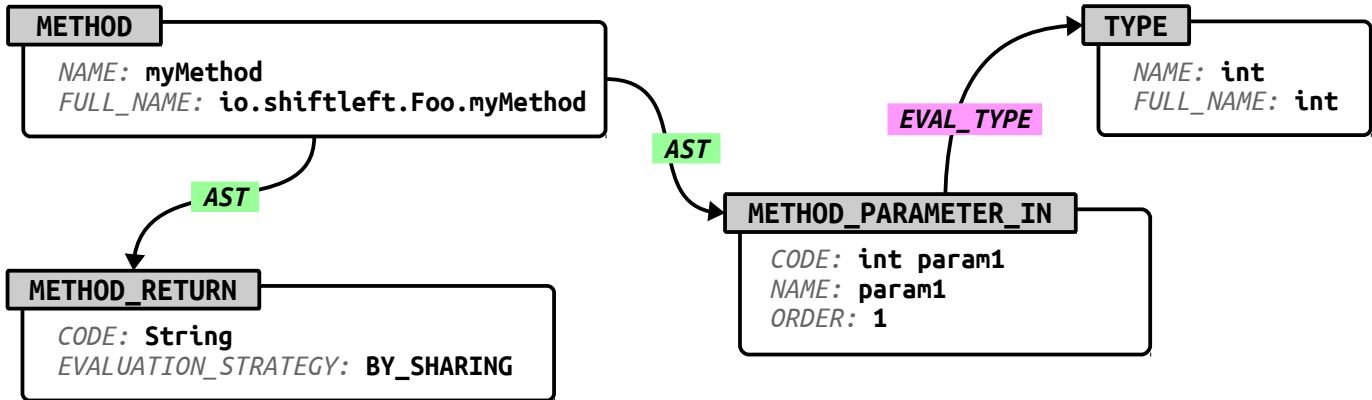 METHOD
NAME: myMethod
FULL_NAME: io.shiftleft.Foo.myMethod
TYPE
NAME: int
FULL_NAME: int
EVAL_TYPE
AST
AST
METHOD_PARAMETER_IN
CODE: int param1
NAME: param1
ORDER: 1
METHOD_RETURN
CODE: String
EVALUATION_STRATEGY: BY_SHARING